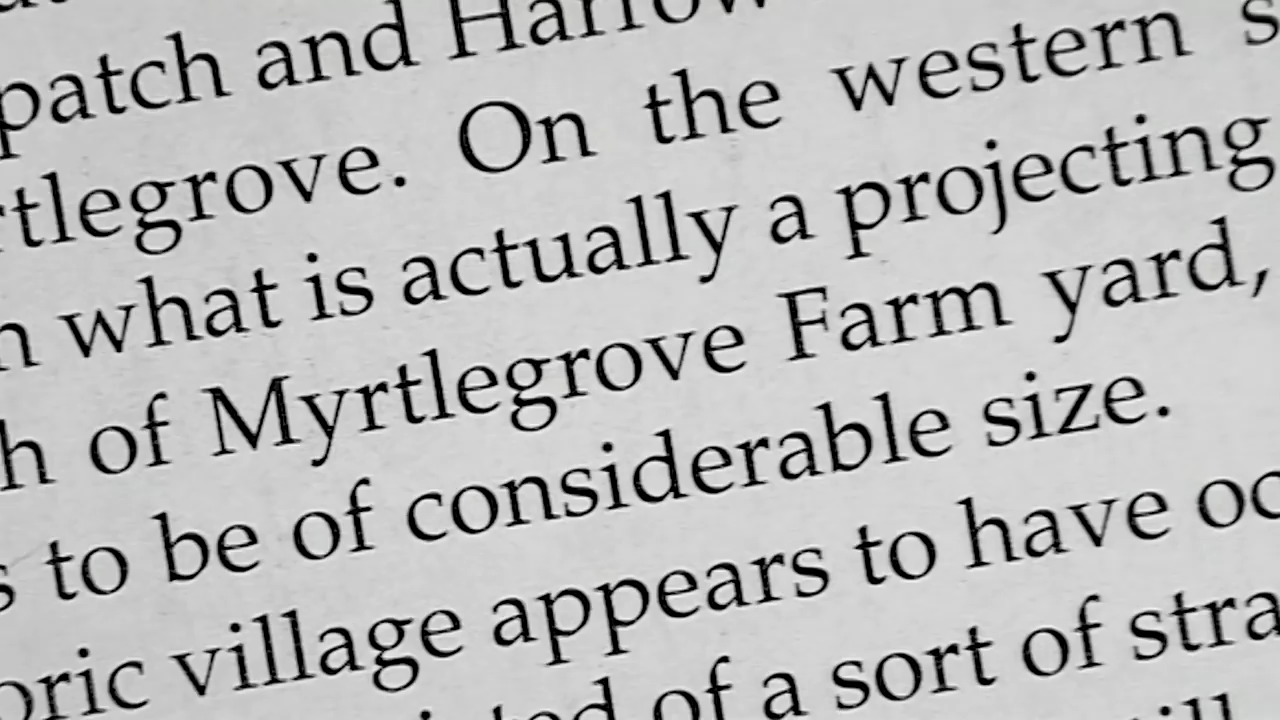 patch and Harrow
rtlegrove. On the western s
n what is actually a projecting
h of Myrtlegrove Farm yard,
s to be of considerable size.
oric village appears to have oc
ted of a sort of stra